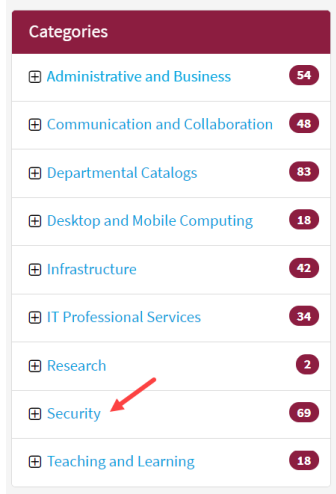 Categories
Administrative and Business 54
Communication and Collaboration 48
Departmental Catalogs 83
Desktop and Mobile Computing 18
Infrastructure 42
IT Professional Services 34
Research 2
Security 69
Teaching and Learning 18